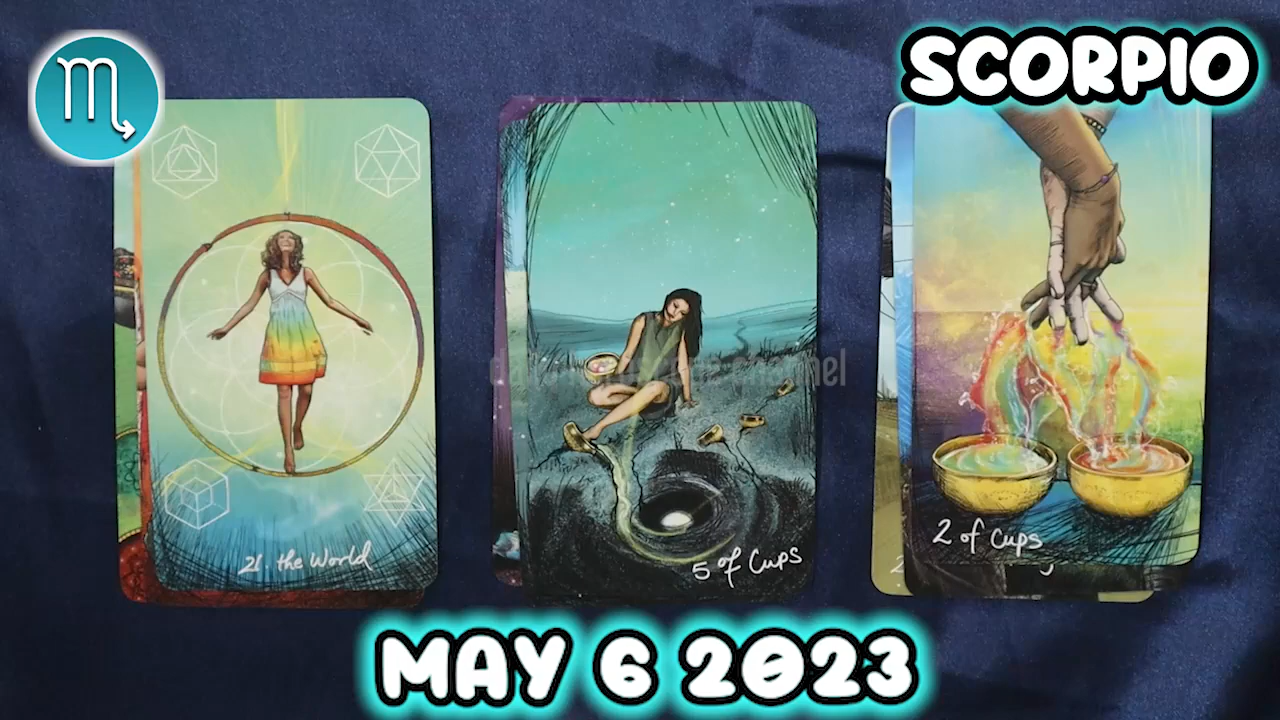 SCORPIO
21. the World
5 of Cups
2 of Cups
MAY 6 2023